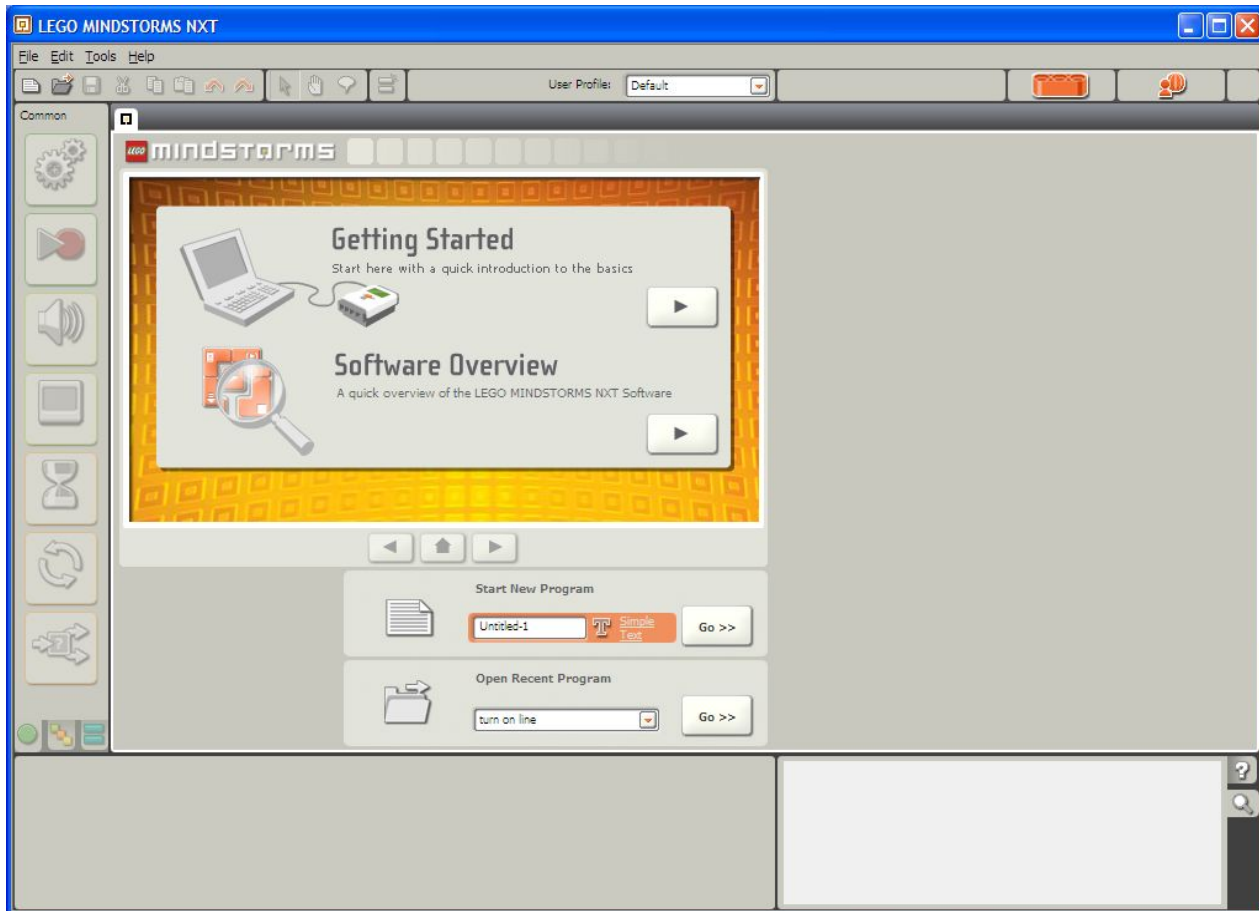 LEGO MINDSTORMS NXT
File Edit Tools Help
User Profile: Default
Common
LEGO mindstorms
Getting Started
Start here with a quick introduction to the basics
Software Overview
A quick overview of the LEGO MINDSTORMS NXT Software
Start New Program
Untitled-1
T
Simple
Text
Go >>
Open Recent Program
turn on line
Go >>
?